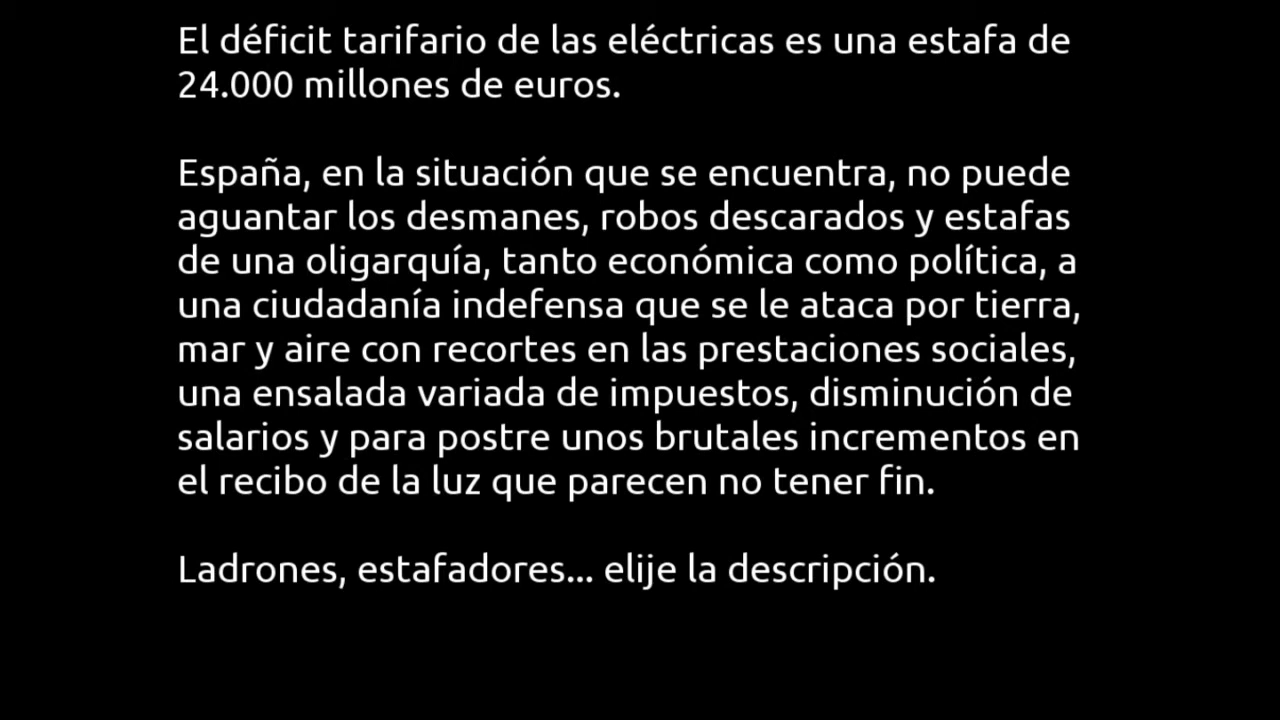 El déficit tarifario de las eléctricas es una estafa de
24.000 millones de euros.
España, en la situación que se encuentra, no puede
aguantar los desmanes, robos descarados y estafas
de una oligarquía, tanto económica como política, a
una ciudadanía indefensa que se le ataca por tierra,
mar y aire con recortes en las prestaciones sociales,
una ensalada variada de impuestos, disminución de
salarios y para postre unos brutales incrementos en
el recibo de la luz que parecen no tener fin.
Ladrones, estafadores... elije la descripción.